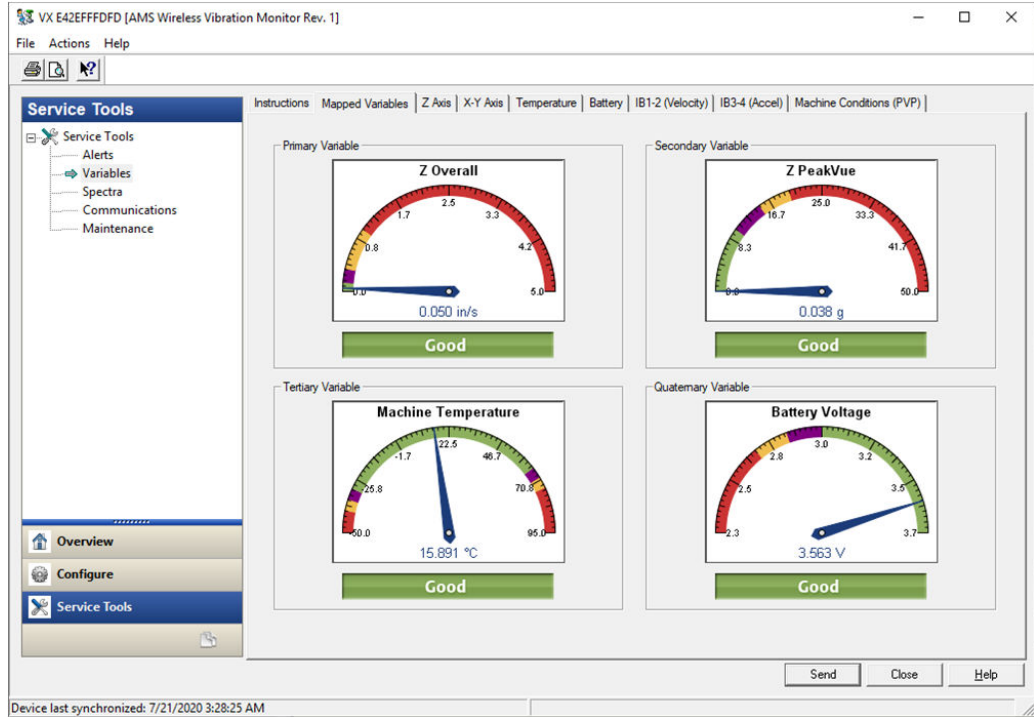 VX E42EFFFDFD [AMS Wireless Vibration Monitor Rev. 1]
File Actions Help
Service Tools
Service Tools
Alerts
Variables
Spectra
Communications
Maintenance
Overview
Configure
Service Tools
Instructions Mapped Variables Z Axis X-Y Axis Temperature Battery IB1-2 (Velocity) IB3-4 (Accel) Machine Conditions (PVP)
Primary Variable
Z Overall
0.0 0.8 1.7 2.5 3.3 4.2 5.0
0.050 in/s
Good
Secondary Variable
Z PeakVue
0.0 8.3 16.7 25.0 33.3 41.7 50.0
0.038 g
Good
Tertiary Variable
Machine Temperature
-50.0 -25.8 -1.7 22.5 46.7 70.8 95.0
15.891 °C
Good
Quaternary Variable
Battery Voltage
2.3 2.5 2.8 3.0 3.2 3.5 3.7
3.563 V
Good
Send Close Help
Device last synchronized: 7/21/2020 3:28:25 AM